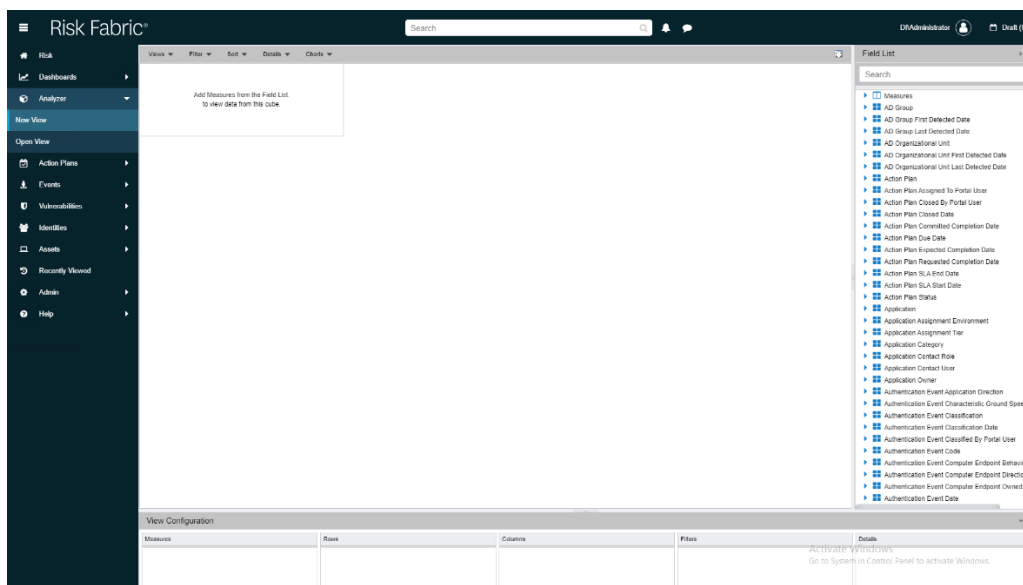 Risk Fabric®
Search
DI\Administrator
Draft (
Risk
Dashboards
Analyzer
New View
Open View
Action Plans
Events
Vulnerabilities
Identities
Assets
Recently Viewed
Admin
Help
Views Filter Sort Details Charts
Add Measures from the Field List.
to view data from this cube.
Field List
Search
Measures
AD Group
AD Group First Detected Date
AD Group Last Detected Date
AD Organizational Unit
AD Organizational Unit First Detected Date
AD Organizational Unit Last Detected Date
Action Plan
Action Plan Assigned To Portal User
Action Plan Closed By Portal User
Action Plan Closed Date
Action Plan Committed Completion Date
Action Plan Due Date
Action Plan Expected Completion Date
Action Plan Requested Completion Date
Action Plan SLA End Date
Action Plan SLA Start Date
Action Plan Status
Application
Application Assignment Environment
Application Assignment Tier
Application Category
Application Contact Role
Application Contact User
Application Owner
Authentication Event Application Direction
Authentication Event Characteristic Ground Spee
Authentication Event Classification
Authentication Event Classification Date
Authentication Event Classified By Portal User
Authentication Event Code
Authentication Event Computer Endpoint Behavi
Authentication Event Computer Endpoint Directio
Authentication Event Computer Endpoint Owned
Authentication Event Date
View Configuration
Measures Rows Columns Filters Details
Activate Windows
Go to System in Control Panel to activate Windows.